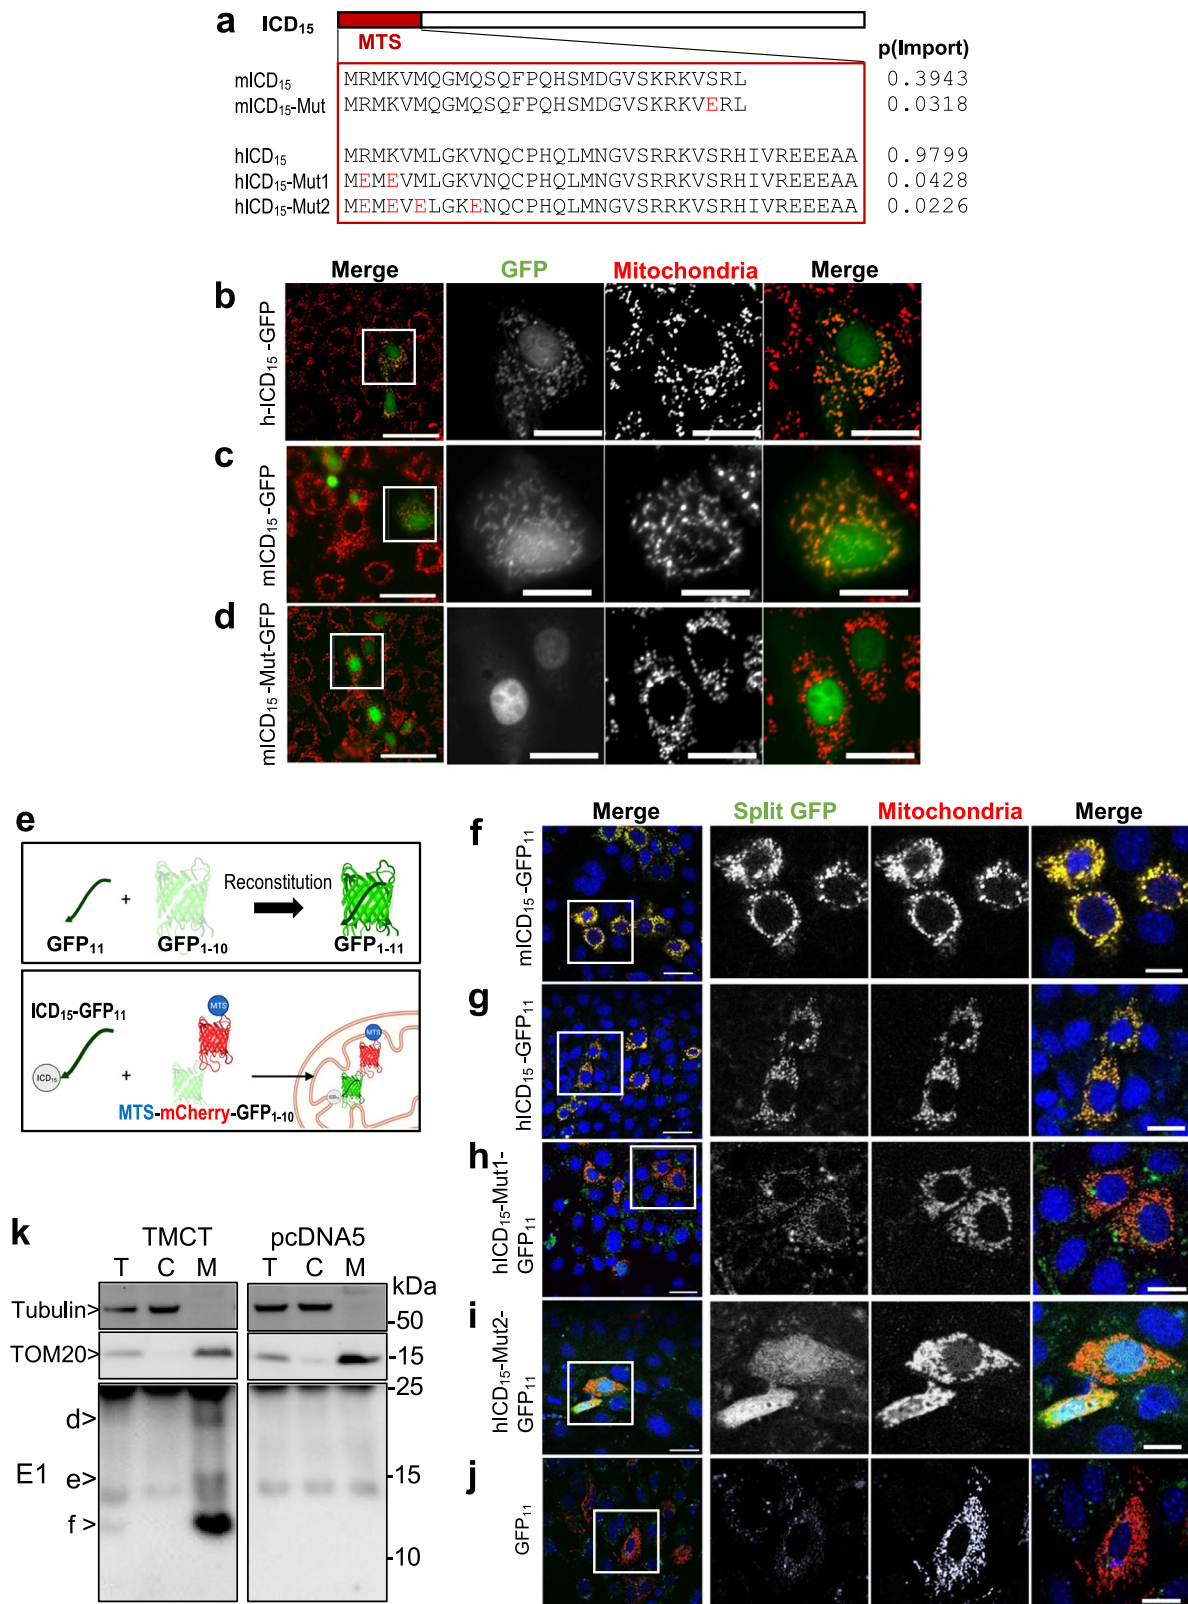 a
ICD15
MTS
p(Import)
mICD15 MRMKVMQGMQSQFPQHSMDGVSKRKVSRL 0.3943
mICD15-Mut MRMKVMQGMQSQFPQHSMDGVSKRKVERL 0.0318
hICD15 MRMKVMLGKVNQCPHQLMNGVSRRKVSRHIVREEEAA 0.9799
hICD15-Mut1 MEMEVMLGKVNQCPHQLMNGVSRRKVSRHIVREEEAA 0.0428
hICD15-Mut2 MEMEVELGKENQCPHQLMNGVSRRKVSRHIVREEEAA 0.0226
Merge GFP Mitochondria Merge
b
h-ICD15-GFP
c
mICD15-GFP
d
mICD15-Mut-GFP
e
Reconstitution
+
GFP11 GFP1-10 GFP1-11
MTS
MTS
ICD15-GFP11
ICD15
+
ICD15
MTS-mCherry-GFP1-10
Merge Split GFP Mitochondria Merge
f
mICD15-GFP11
g
hICD15-GFP11
h
hICD15-Mut1-
GFP11
i
hICD15-Mut2-
GFP11
j
GFP11
k
TMCT pcDNA5
T C M T C M kDa
Tubulin>
-50
TOM20>
-15
-25
d>
E1
e>
-15
f >
-10